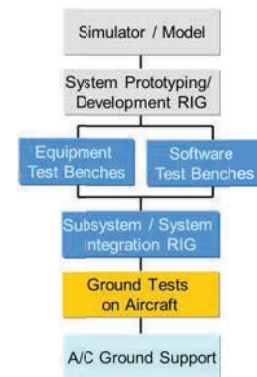 Simulator / Model
System Prototyping/
Development RIG
Equipment
Test Benches
Software
Test Benches
Subsystem / System
Integration RIG
Ground Tests
on Aircraft
A/C Ground Support